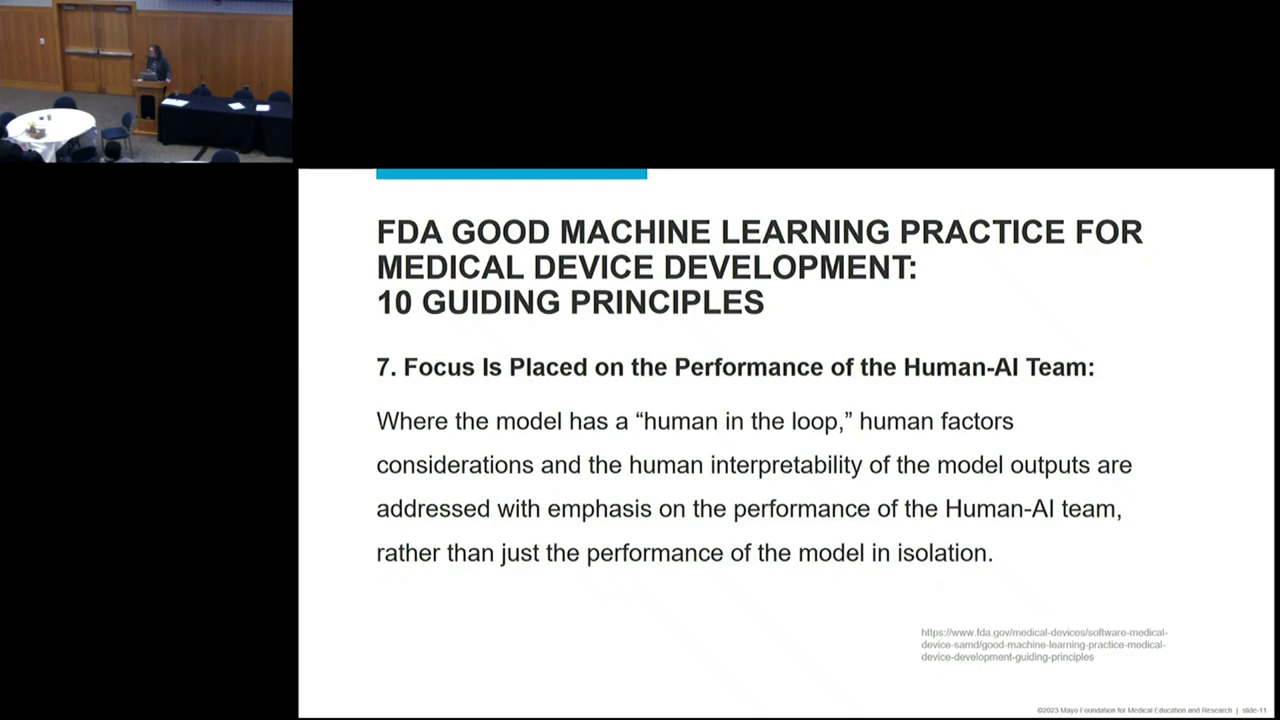 FDA GOOD MACHINE LEARNING PRACTICE FOR
MEDICAL DEVICE DEVELOPMENT:
10 GUIDING PRINCIPLES
7. Focus Is Placed on the Performance of the Human-AI Team:
Where the model has a “human in the loop,” human factors
considerations and the human interpretability of the model outputs are
addressed with emphasis on the performance of the Human-AI team,
rather than just the performance of the model in isolation.
https://www.fda.gov/medical-devices/software-medical-
device-samd/good-machine-learning-practice-medical-
device-development-guiding-principles
©2023 Mayo Foundation for Medical Education and Research | slide-11